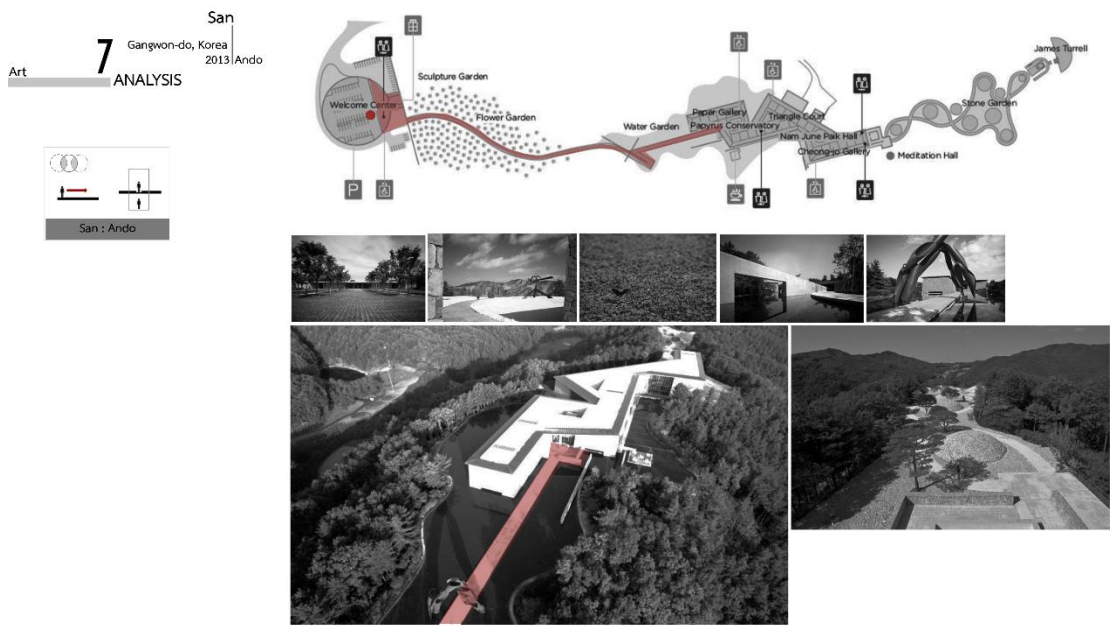 San
Gangwon-do, Korea
2013 Ando
7
Art
ANALYSIS
San : Ando
James Turrell
Sculpture Garden
Welcome Center
Stone Garden
Paper Gallery
Triangle Court
Flower Garden
Water Garden
Papyrus Conservatory
Nam June Paik Hall
Cheong-jo Gallery
Meditation Hall
P